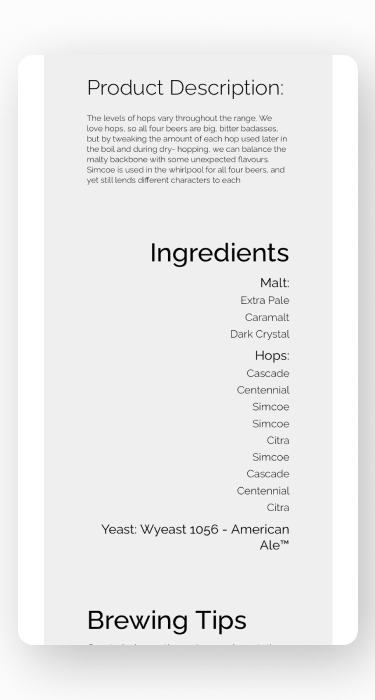 Product Description:
The levels of hops vary throughout the range. We
love hops, so all four beers are big, bitter badasses,
but by tweaking the amount of each hop used later in
the boil and during dry- hopping, we can balance the
malty backbone with some unexpected flavours.
Simcoe is used in the whirlpool for all four beers, and
yet still lends different characters to each
Ingredients
Malt:
Extra Pale
Caramalt
Dark Crystal
Hops:
Cascade
Centennial
Simcoe
Simcoe
Citra
Simcoe
Cascade
Centennial
Citra
Yeast: Wyeast 1056 - American
Ale™
Brewing Tips